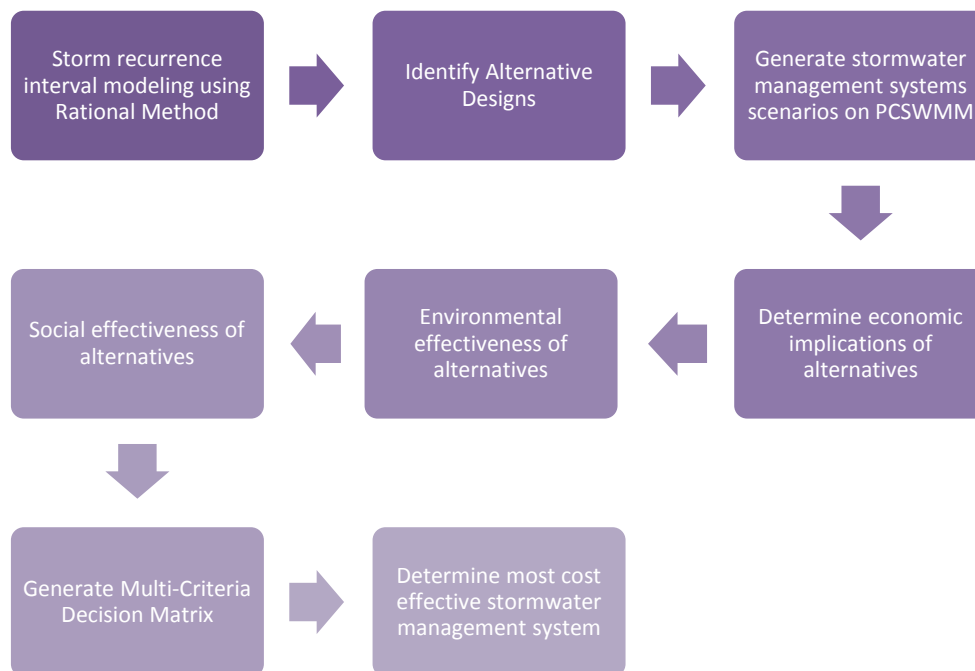 Storm recurrence
interval modeling using
Rational Method
Identify Alternative
Designs
Generate stormwater
management systems
scenarios on PCSWMM
Determine economic
implications of
alternatives
Environmental
effectiveness of
alternatives
Social effectiveness of
alternatives
Generate Multi-Criteria
Decision Matrix
Determine most cost
effective stormwater
management system